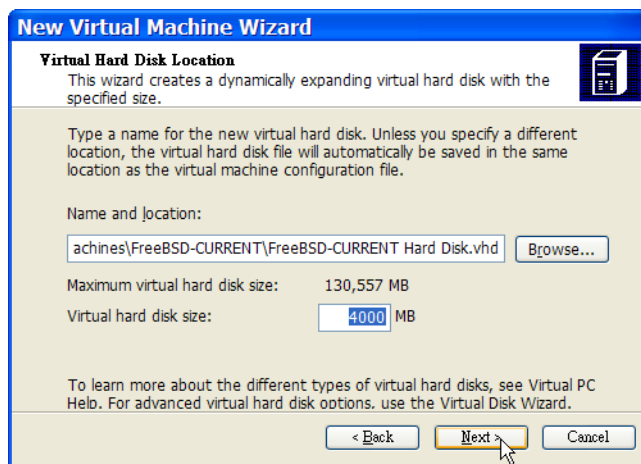 New Virtual Machine Wizard
Virtual Hard Disk Location
This wizard creates a dynamically expanding virtual hard disk with the
specified size.
Type a name for the new virtual hard disk. Unless you specify a different
location, the virtual hard disk file will automatically be saved in the same
location as the virtual machine configuration file.
Name and location:
achines\FreeBSD-CURRENT\FreeBSD-CURRENT Hard Disk.vhd Browse...
Maximum virtual hard disk size: 130,557 MB
Virtual hard disk size: 4000 MB
To learn more about the different types of virtual hard disks, see Virtual PC
Help. For advanced virtual hard disk options, use the Virtual Disk Wizard.
< Back Next > Cancel